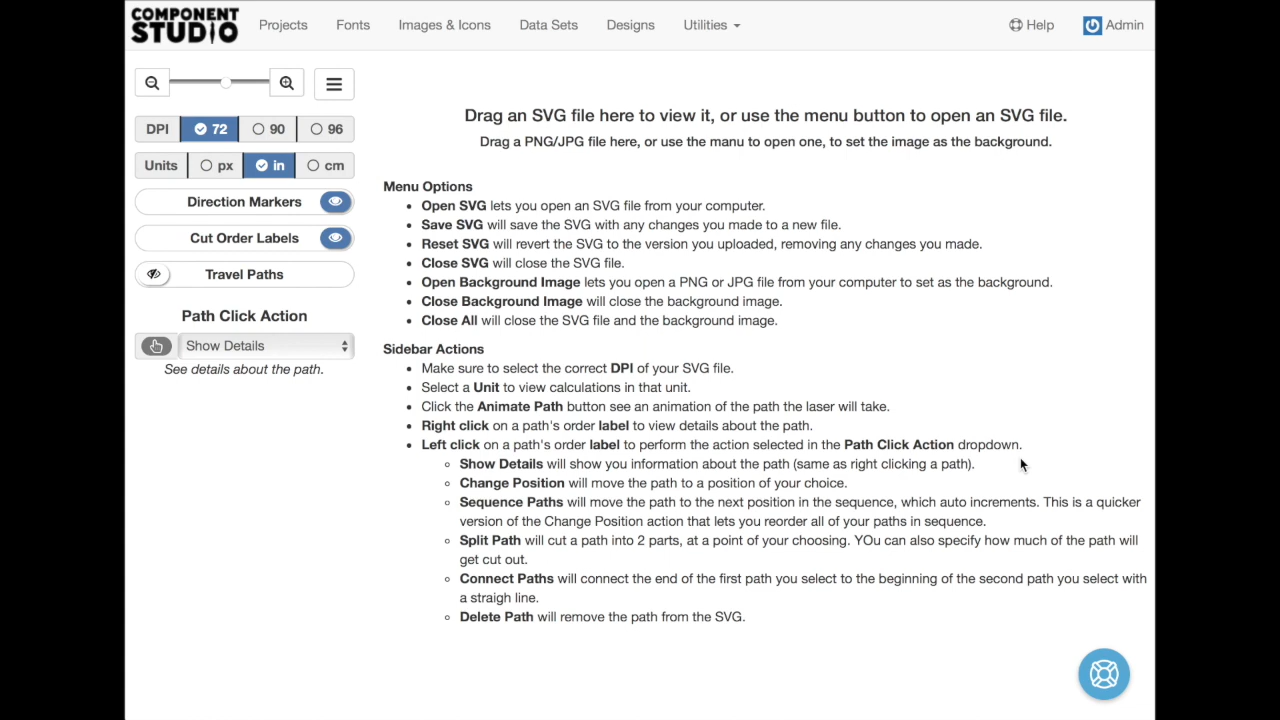 COMPONENT
STUDIO
Projects Fonts Images & Icons Data Sets Designs Utilities Help Admin
DPI 72 90 96
Units px in cm
Direction Markers
Cut Order Labels
Travel Paths
Path Click Action
Show Details
See details about the path.
Drag an SVG file here to view it, or use the menu button to open an SVG file.
Drag a PNG/JPG file here, or use the manu to open one, to set the image as the background.
Menu Options
Open SVG lets you open an SVG file from your computer.
Save SVG will save the SVG with any changes you made to a new file.
Reset SVG will revert the SVG to the version you uploaded, removing any changes you made.
Close SVG will close the SVG file.
Open Background Image lets you open a PNG or JPG file from your computer to set as the background.
Close Background Image will close the background image.
Close All will close the SVG file and the background image.
Sidebar Actions
Make sure to select the correct DPI of your SVG file.
Select a Unit to view calculations in that unit.
Click the Animate Path button see an animation of the path the laser will take.
Right click on a path's order label to view details about the path.
Left click on a path's order label to perform the action selected in the Path Click Action dropdown.
Show Details will show you information about the path (same as right clicking a path).
Change Position will move the path to a position of your choice.
Sequence Paths will move the path to the next position in the sequence, which auto increments. This is a quicker
version of the Change Position action that lets you reorder all of your paths in sequence.
Split Path will cut a path into 2 parts, at a point of your choosing. YOu can also specify how much of the path will
get cut out.
Connect Paths will connect the end of the first path you select to the beginning of the second path you select with
a straigh line.
Delete Path will remove the path from the SVG.